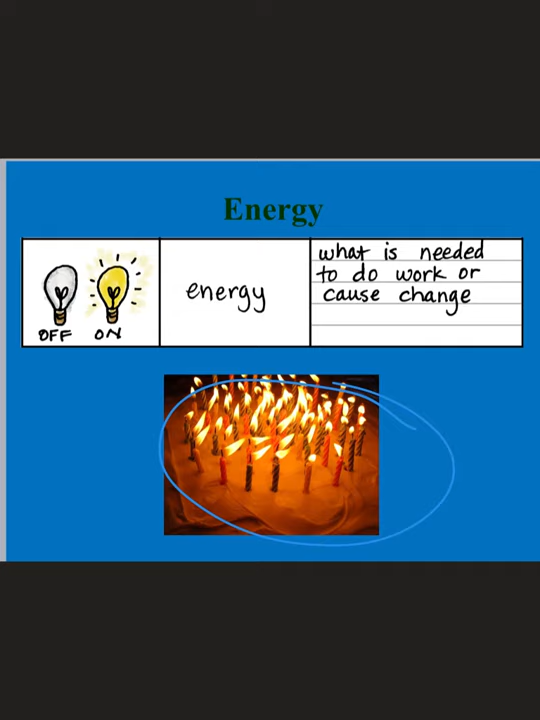 Energy
OFF ON
energy
what is needed
to do work or
cause change